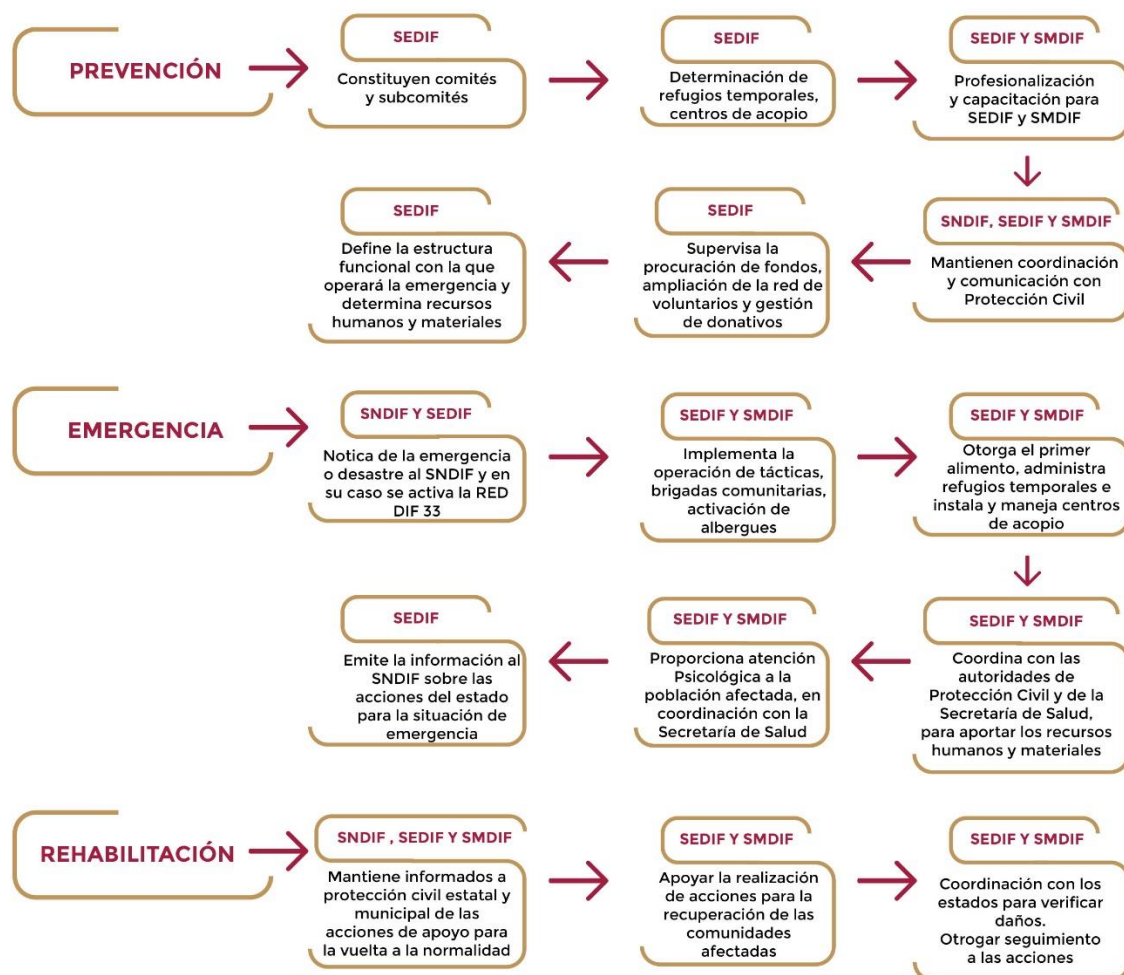 PREVENCIÓN
SEDIF
Constituyen comités
y subcomités
SEDIF
Determinación de
refugios temporales,
centros de acopio
SEDIF Y SMDIF
Profesionalización
y capacitación para
SEDIF y SMDIF
SNDIF, SEDIF Y SMDIF
Mantienen coordinación
y comunicación con
Protección Civil
SEDIF
Supervisa la
procuración de fondos,
ampliación de la red de
voluntarios y gestión
de donativos
SEDIF
Define la estructura
funcional con la que
operará la emergencia y
determina recursos
humanos y materiales
EMERGENCIA
SNDIF Y SEDIF
Notica de la emergencia
o desastre al SNDIF y en
su caso se activa la RED
DIF 33
SEDIF Y SMDIF
Implementa la
operación de tácticas,
brigadas comunitarias,
activación de
albergues
SEDIF Y SMDIF
Otorga el primer
alimento, administra
refugios temporales e
instala y maneja centros
de acopio
SEDIF Y SMDIF
Coordina con las
autoridades de
Protección Civil y de la
Secretaría de Salud,
para aportar los recursos
humanos y materiales
SEDIF Y SMDIF
Proporciona atención
Psicológica a la
población afectada, en
coordinación con la
Secretaría de Salud
SEDIF
Emite la información al
SNDIF sobre las
acciones del estado
para la situación de
emergencia
REHABILITACIÓN
SNDIF , SEDIF Y SMDIF
Mantiene informados a
protección civil estatal y
municipal de las
acciones de apoyo para
la vuelta a la normalidad
SEDIF Y SMDIF
Apoyar la realización
de acciones para la
recuperación de las
comunidades
afectadas
SEDIF Y SMDIF
Coordinación con los
estados para verificar
daños.
Otrogar seguimiento
a las acciones